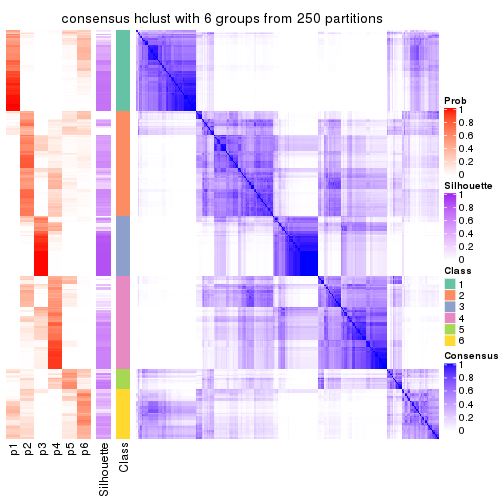 consensus hclust with 6 groups from 250 partitions
Prob
1
0.8
0.6
0.4
0.2
0
Silhouette
1
0.8
0.6
0.4
0.2
0
Class
1
2
3
4
5
6
Consensus
1
0.8
0.6
0.4
0.2
0
p1
p2
p3
p4
p5
p6
Silhouette
Class